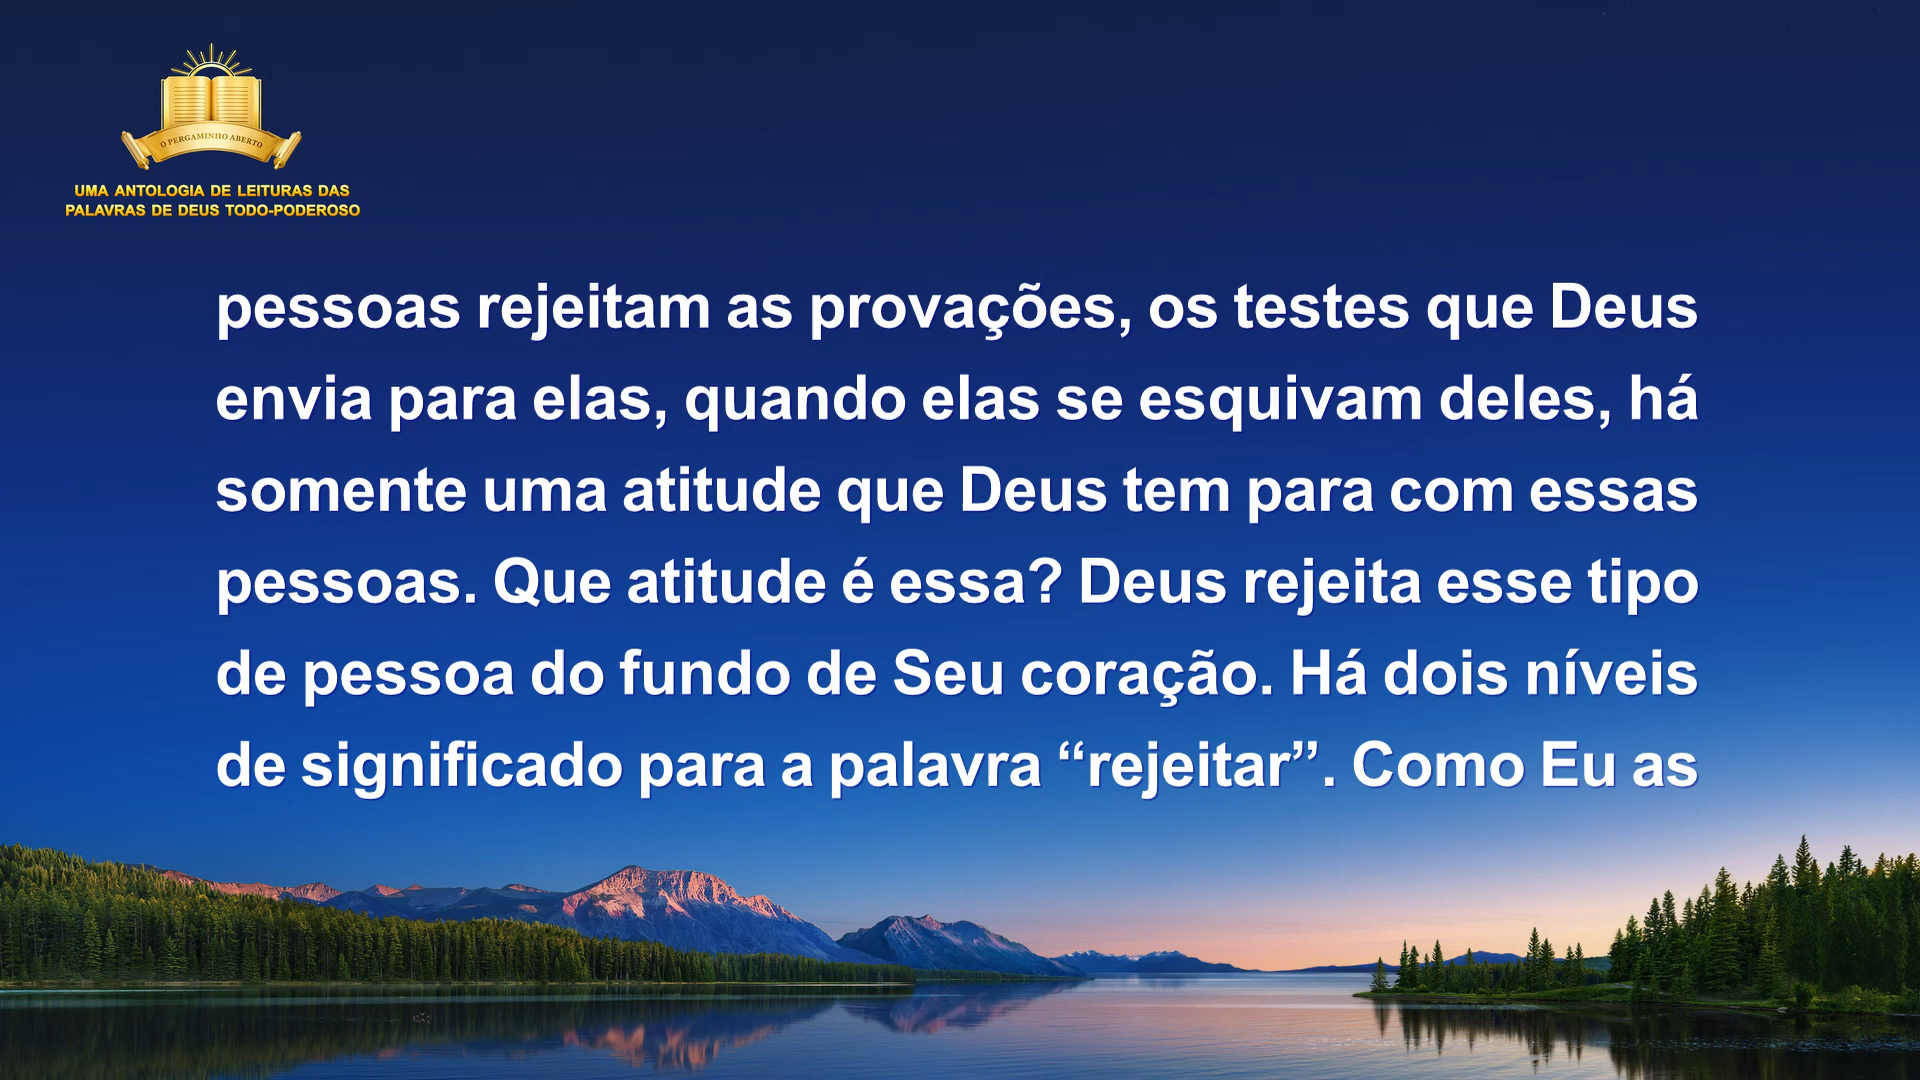 O PERGAMINHO ABERTO
UMA ANTOLOGIA DE LEITURAS DAS
PALAVRAS DE DEUS TODO-PODEROSO
pessoas rejeitam as provações, os testes que Deus
envia para elas, quando elas se esquivam deles, há
somente uma atitude que Deus tem para com essas
pessoas. Que atitude é essa? Deus rejeita esse tipo
de pessoa do fundo de Seu coração. Há dois níveis
de significado para a palavra “rejeitar”. Como Eu as